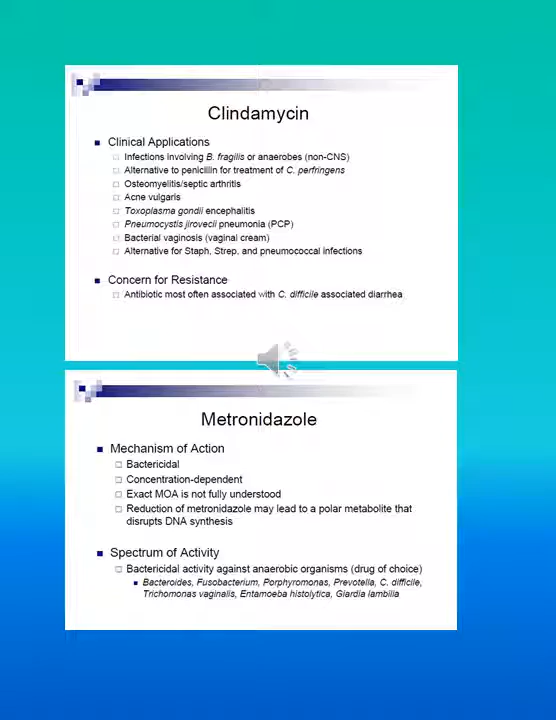 Clindamycin
Clinical Applications
Infections involving B. fragilis or anaerobes (non-CNS)
Alternative to penicillin for treatment of C. perfringens
Osteomyelitis/septic arthritis
Acne vulgaris
Toxoplasma gondii encephalitis
Pneumocystis jirovecii pneumonia (PCP)
Bacterial vaginosis (vaginal cream)
Alternative for Staph, Strep, and pneumococcal infections
Concern for Resistance
Antibiotic most often associated with C. difficile associated diarrhea
Metronidazole
Mechanism of Action
Bactericidal
Concentration-dependent
Exact MOA is not fully understood
Reduction of metronidazole may lead to a polar metabolite that
disrupts DNA synthesis
Spectrum of Activity
Bactericidal activity against anaerobic organisms (drug of choice)
Bacteroides, Fusobacterium, Porphyromonas, Prevotella, C. difficile,
Trichomonas vaginalis, Entamoeba histolytica, Giardia lamblia